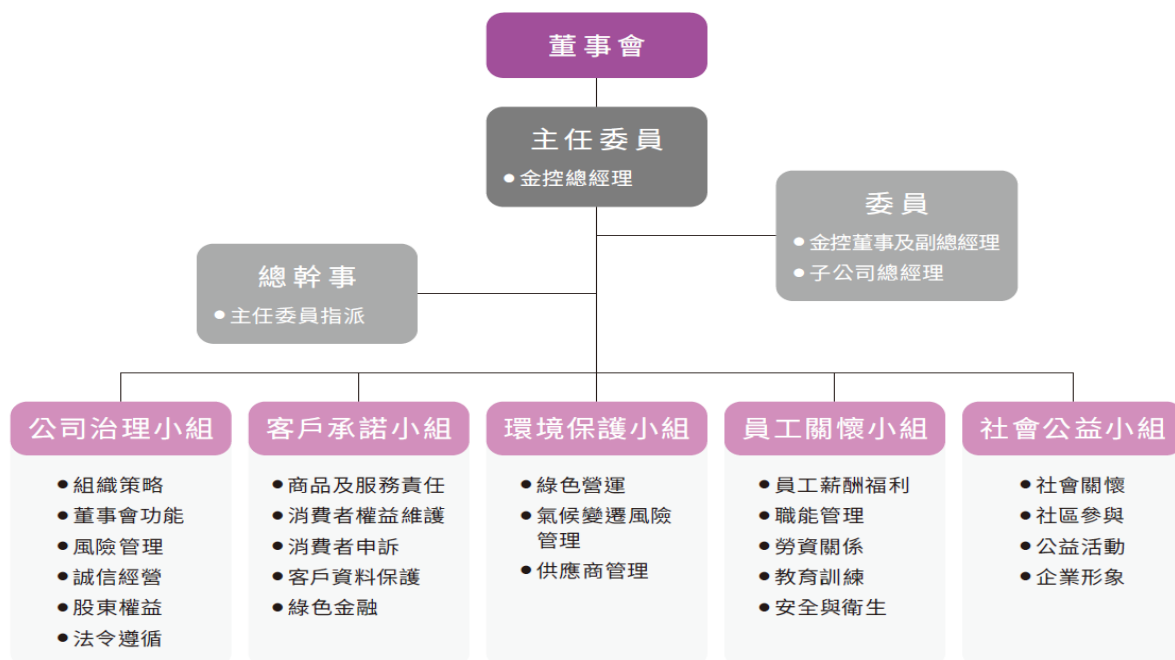 董事會
主任委員
● 金控總經理
委員
● 金控董事及副總經理
● 子公司總經理
總幹事
● 主任委員指派
公司治理小組
● 組織策略
● 董事會功能
● 風險管理
● 誠信經營
● 股東權益
● 法令遵循
客戶承諾小組
● 商品及服務責任
● 消費者權益維護
● 消費者申訴
● 客戶資料保護
● 綠色金融
環境保護小組
● 綠色營運
● 氣候變遷風險
管理
● 供應商管理
員工關懷小組
● 員工薪酬福利
● 職能管理
● 勞資關係
● 教育訓練
● 安全與衛生
社會公益小組
● 社會關懷
● 社區參與
● 公益活動
● 企業形象